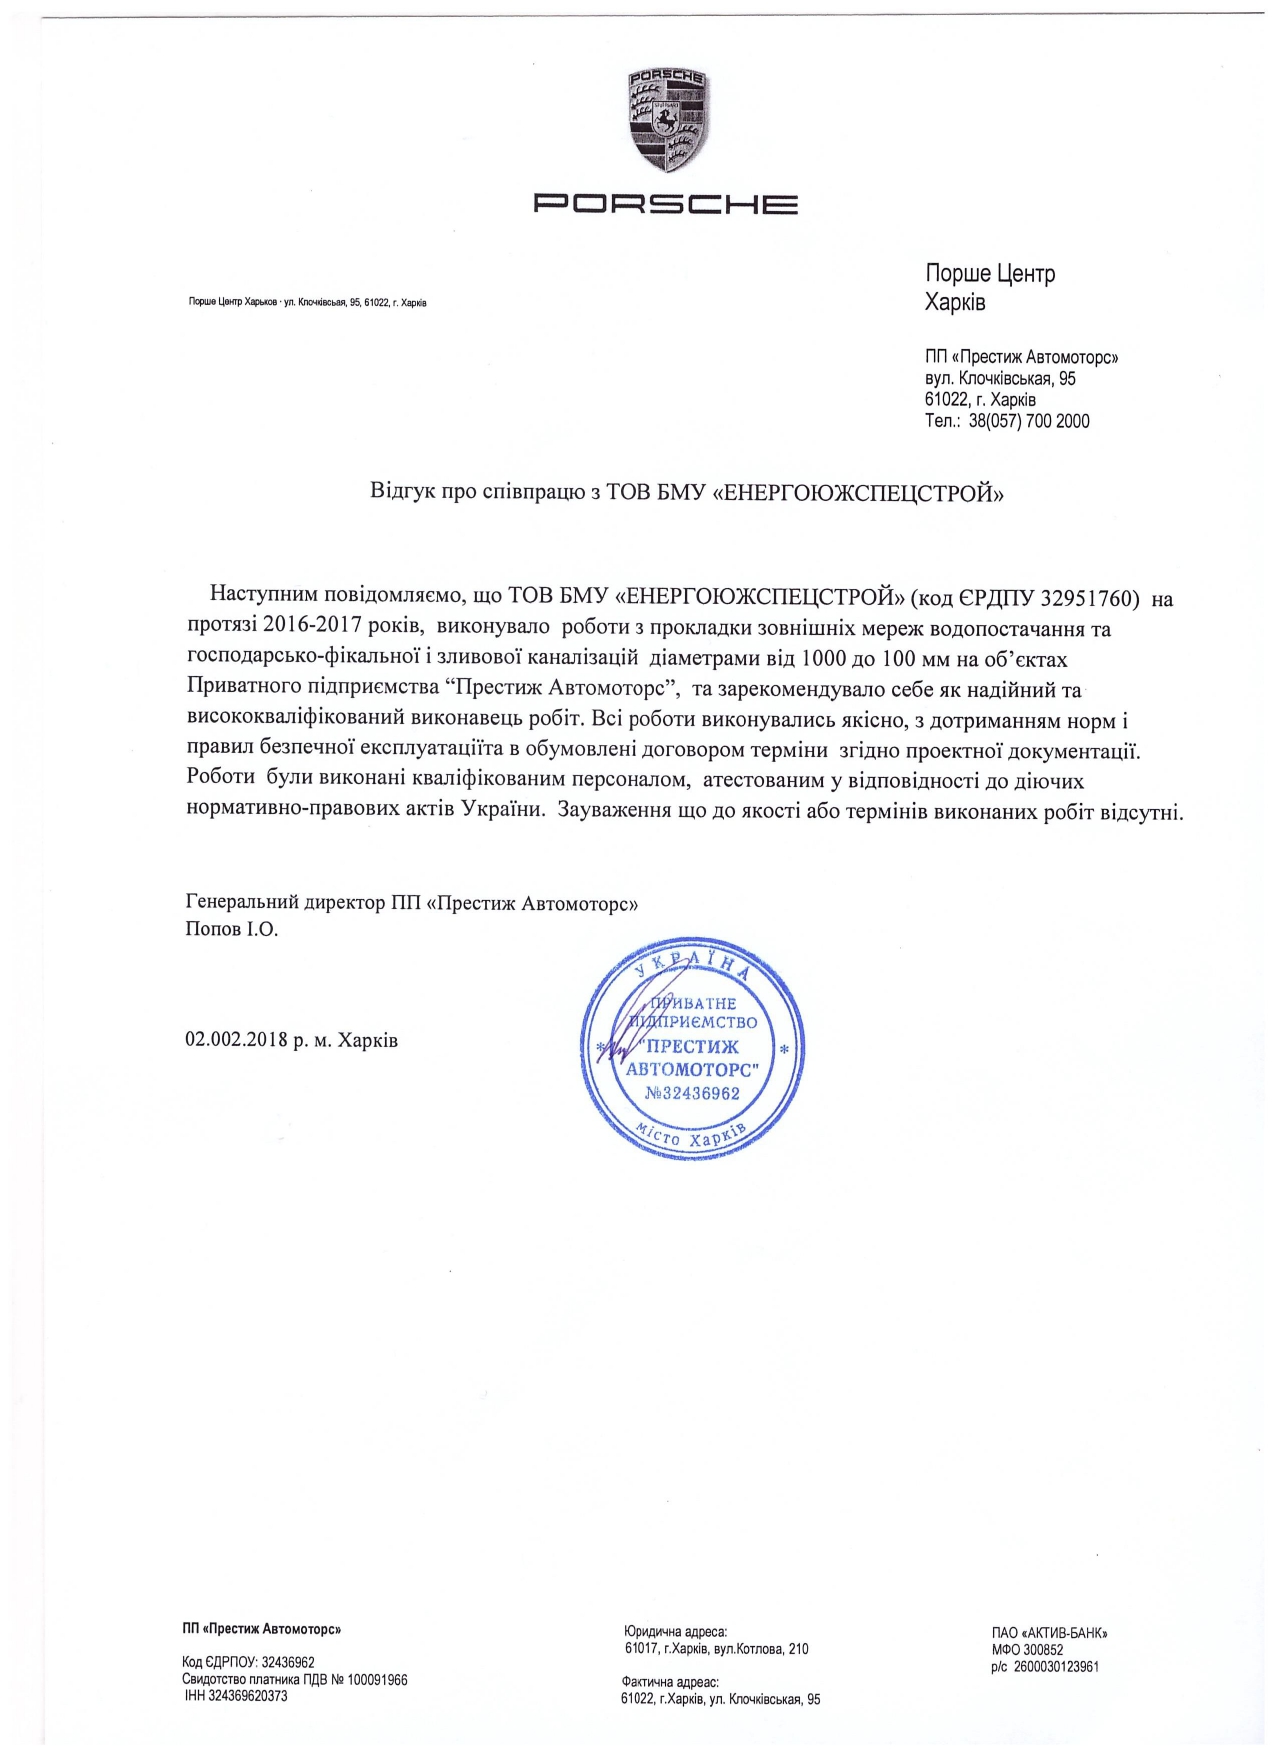 PORSCHE
PORSCHE
Порше Центр
Харків
Порше Центр Харьков · ул. Клочківсьая, 95, 61022, г. Харків
ПП «Престиж Автомоторс»
вул. Клочківськая, 95
61022, г. Харків
Тел.: 38(057) 700 2000
Відгук про співпрацю з ТОВ БМУ «ЕНЕРГОЮЖСПЕЦСТРОЙ»
Наступним повідомляємо, що ТОВ БМУ «ЕНЕРГОЮЖСПЕЦСТРОЙ» (код ЄРДПУ 32951760) на
протязі 2016-2017 років, виконувало роботи з прокладки зовнішніх мереж водопостачання та
господарсько-фікальної і зливової каналізацій діаметрами від 1000 до 100 мм на об’єктах
Приватного підприємства “Престиж Автомоторс”, та зарекомендувало себе як надійний та
висококваліфікований виконавець робіт. Всі роботи виконувались якісно, з дотриманням норм і
правил безпечної експлуатаціїта в обумовлені договором терміни згідно проектної документації.
Роботи були виконані кваліфікованим персоналом, атестованим у відповідності до діючих
нормативно-правових актів України. Зауваження що до якості або термінів виконаних робіт відсутні.
Генеральний директор ПП «Престиж Автомоторс»
Попов І.О.
02.002.2018 р. м. Харків
УКРАЇНА
ПРИВАТНЕ
ПІДПРИЄМСТВО
"ПРЕСТИЖ
АВТОМОТОРС"
№32436962
місто Харків
ПП «Престиж Автомоторс»
Код ЄДРПОУ: 32436962
Свидотство платника ПДВ № 100091966
ІНН 324369620373
Юридична адреса:
61017, г.Харків, вул.Котлова, 210
Фактична адреас:
61022, г.Харків, ул. Клочківськая, 95
ПАО «АКТИВ-БАНК»
МФО 300852
р/с 2600030123961